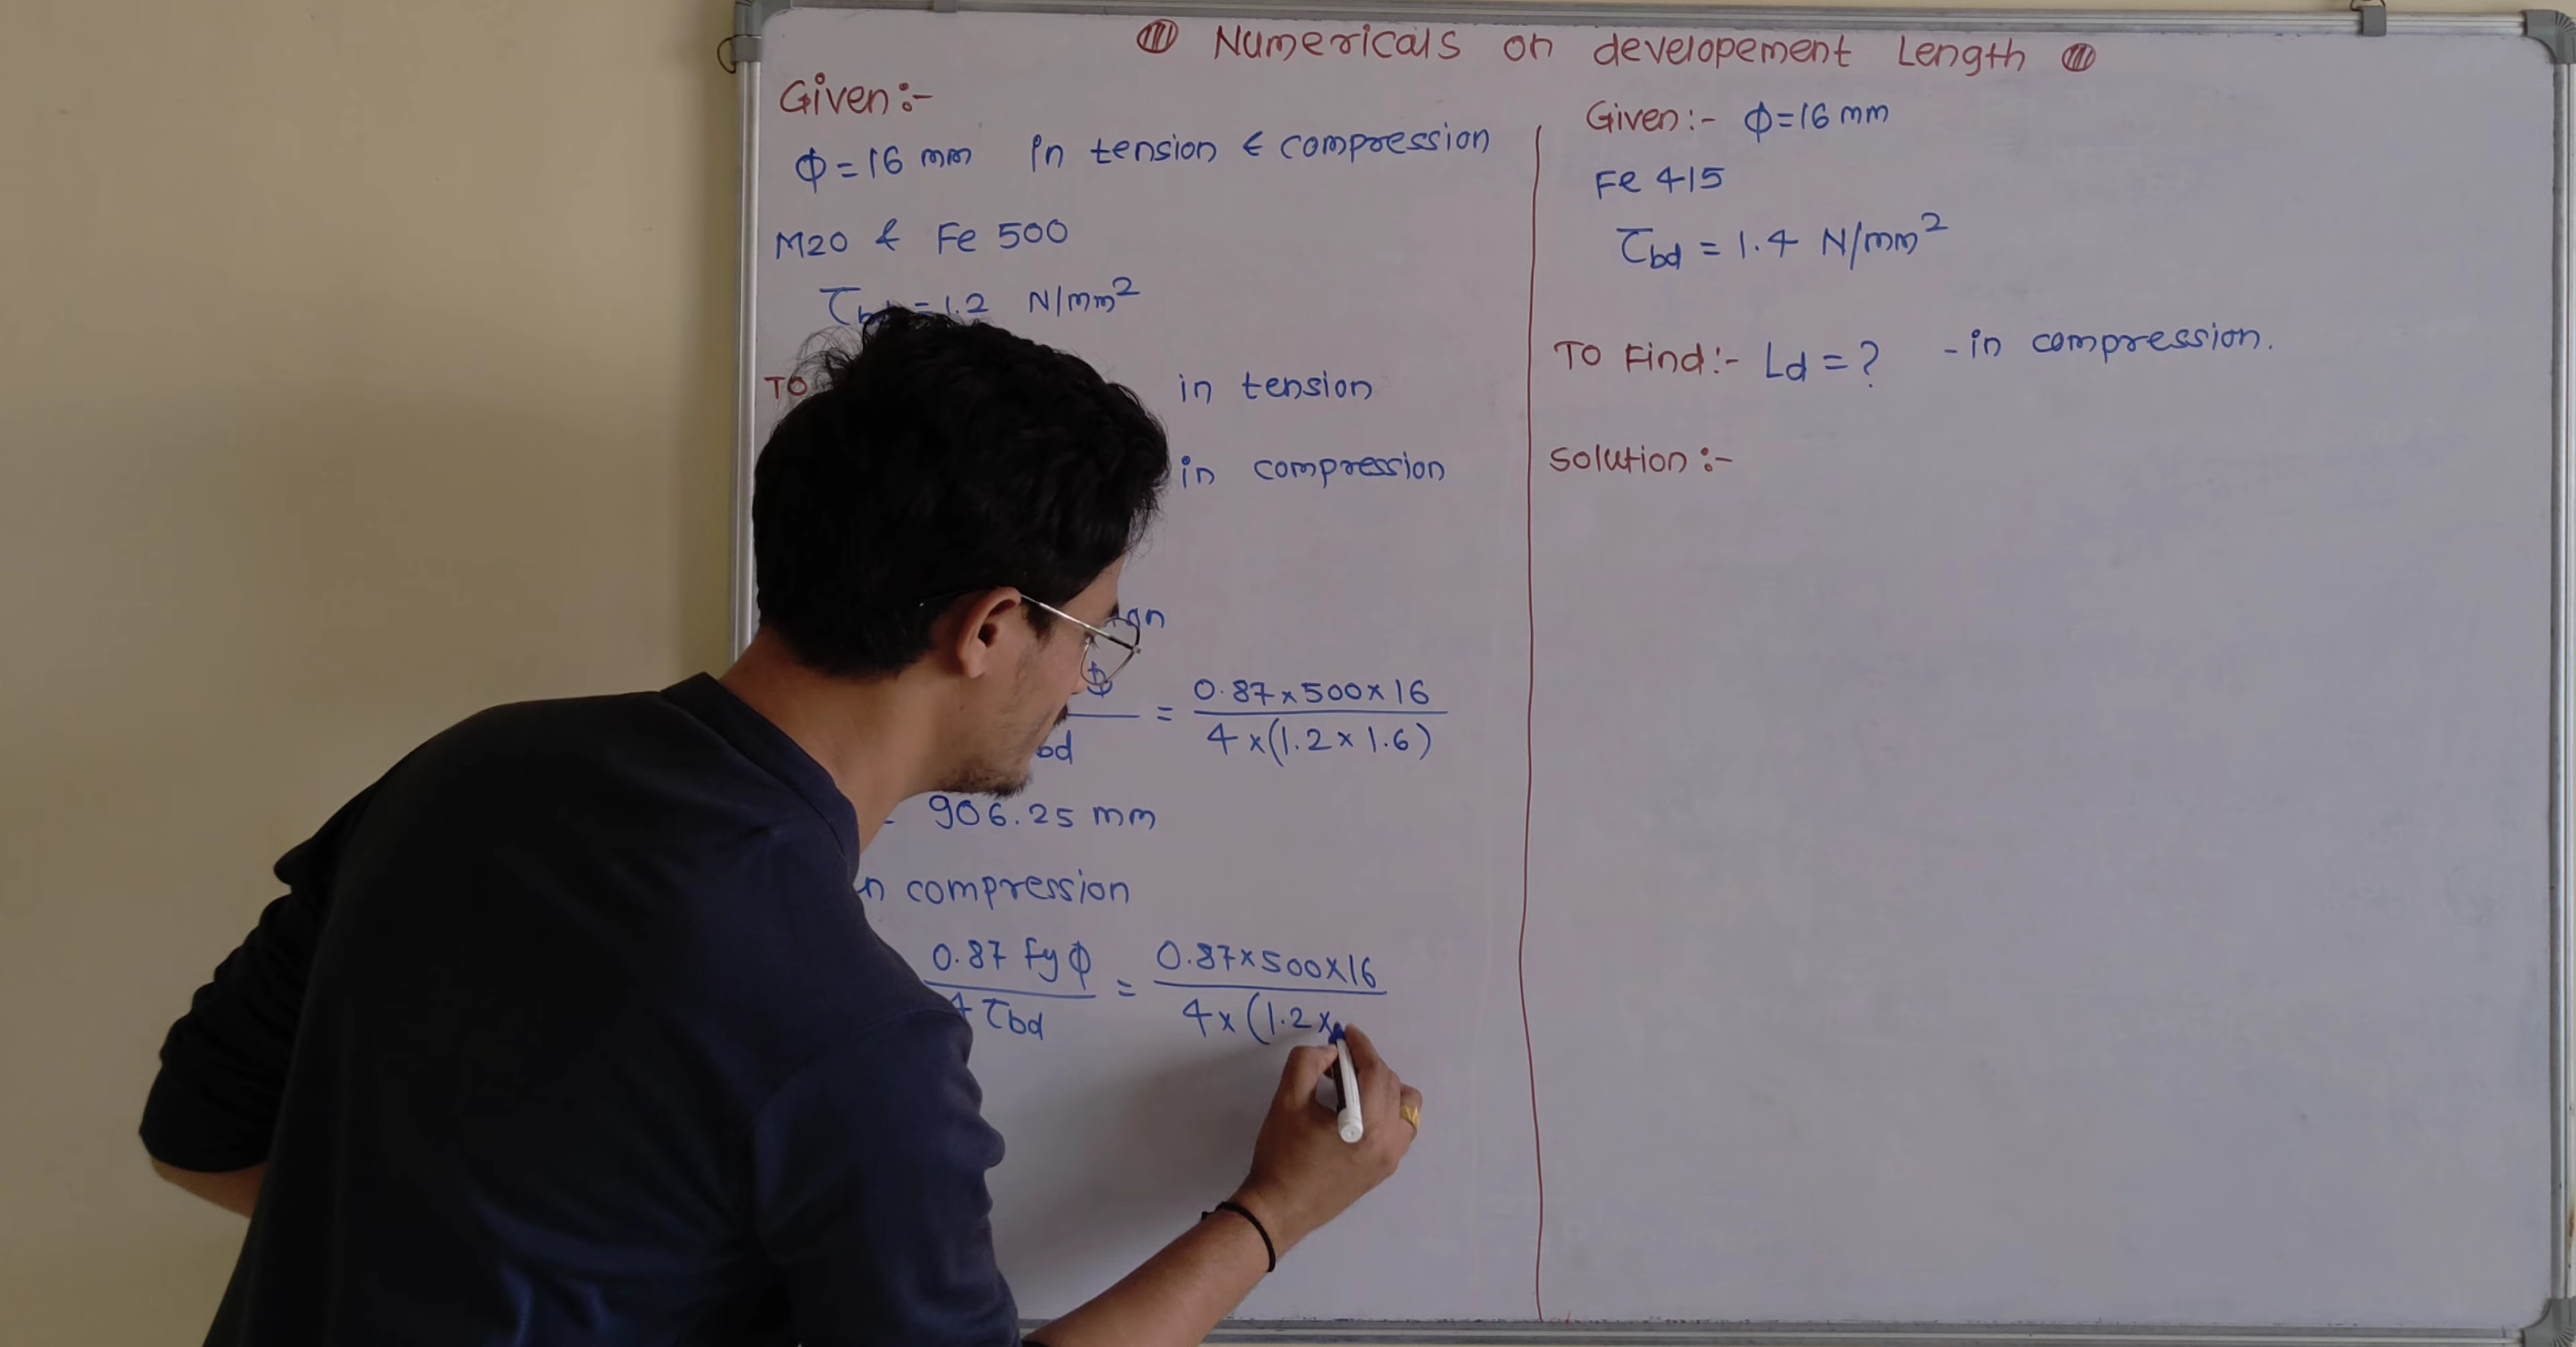 Numericals on developement Length
Given:-
Φ = 16 mm in tension & compression
M20 & Fe 500
= 1.2 N/mm²
TO
in tension
in compression
Φ = 0.87 x 500 x 16
bd 4 x (1.2 x 1.6)
906.25 mm
compression
0.87 fy Φ = 0.87 x 500 x 16
4 τbd 4 x (1.2 x
Given:- Φ = 16 mm
Fe 415
τbd = 1.4 N/mm²
To Find:- Ld = ? - in compression.
Solution:-